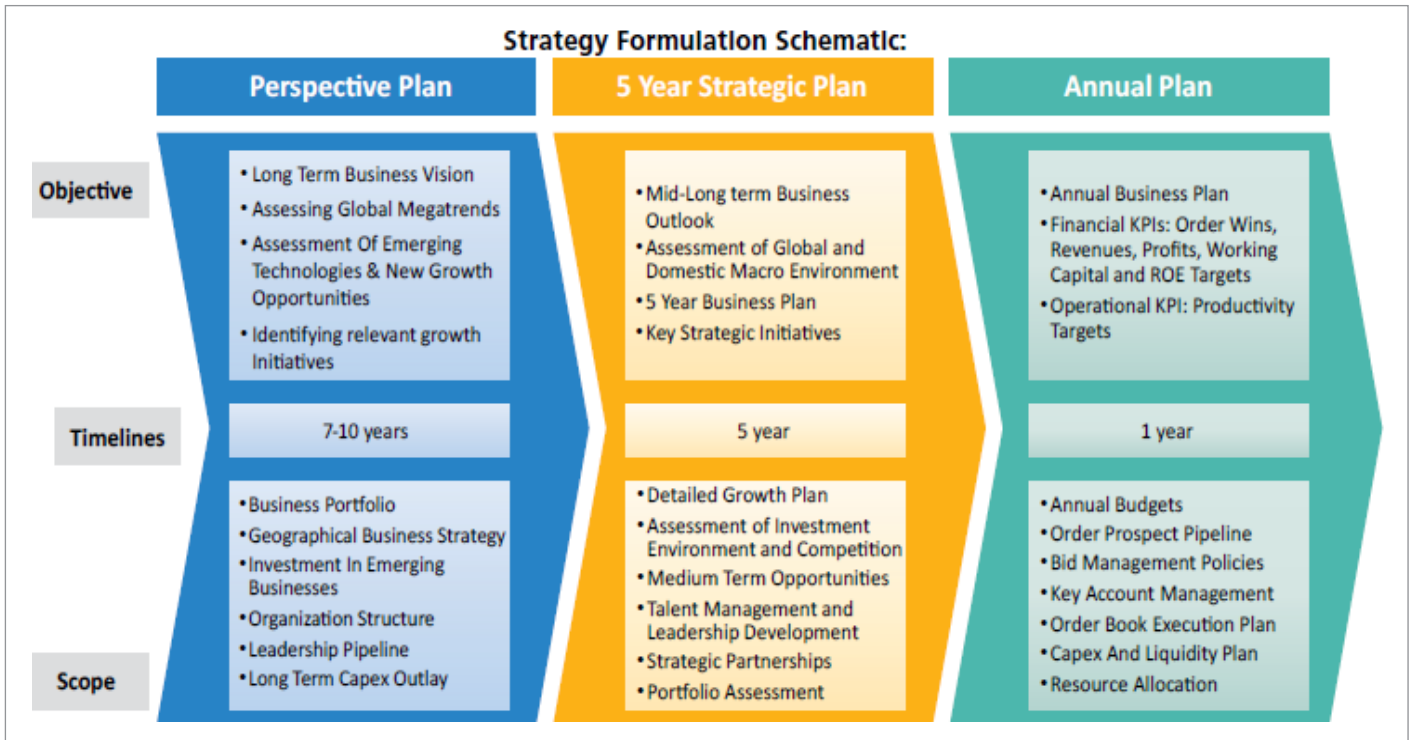 Strategy Formulation Schematic:
Perspective Plan
5 Year Strategic Plan
Annual Plan
Objective
• Long Term Business Vision
• Assessing Global Megatrends
• Assessment Of Emerging
Technologies & New Growth
Opportunities
• Identifying relevant growth
Initiatives
• Mid-Long term Business
Outlook
• Assessment of Global and
Domestic Macro Environment
• 5 Year Business Plan
• Key Strategic Initiatives
• Annual Business Plan
• Financial KPIs: Order Wins,
Revenues, Profits, Working
Capital and ROE Targets
• Operational KPI: Productivity
Targets
Timelines
7-10 years
5 year
1 year
Scope
• Business Portfolio
• Geographical Business Strategy
• Investment In Emerging
Businesses
• Organization Structure
• Leadership Pipeline
• Long Term Capex Outlay
• Detailed Growth Plan
• Assessment of Investment
Environment and Competition
• Medium Term Opportunities
• Talent Management and
Leadership Development
• Strategic Partnerships
• Portfolio Assessment
• Annual Budgets
• Order Prospect Pipeline
• Bid Management Policies
• Key Account Management
• Order Book Execution Plan
• Capex And Liquidity Plan
• Resource Allocation